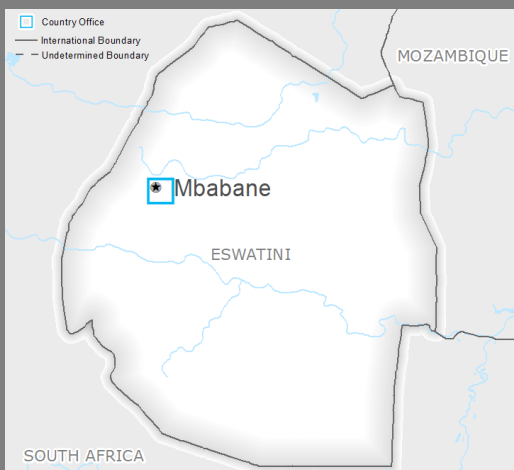 Country Office
International Boundary
Undetermined Boundary
MOZAMBIQUE
Mbabane
ESWATINI
SOUTH AFRICA